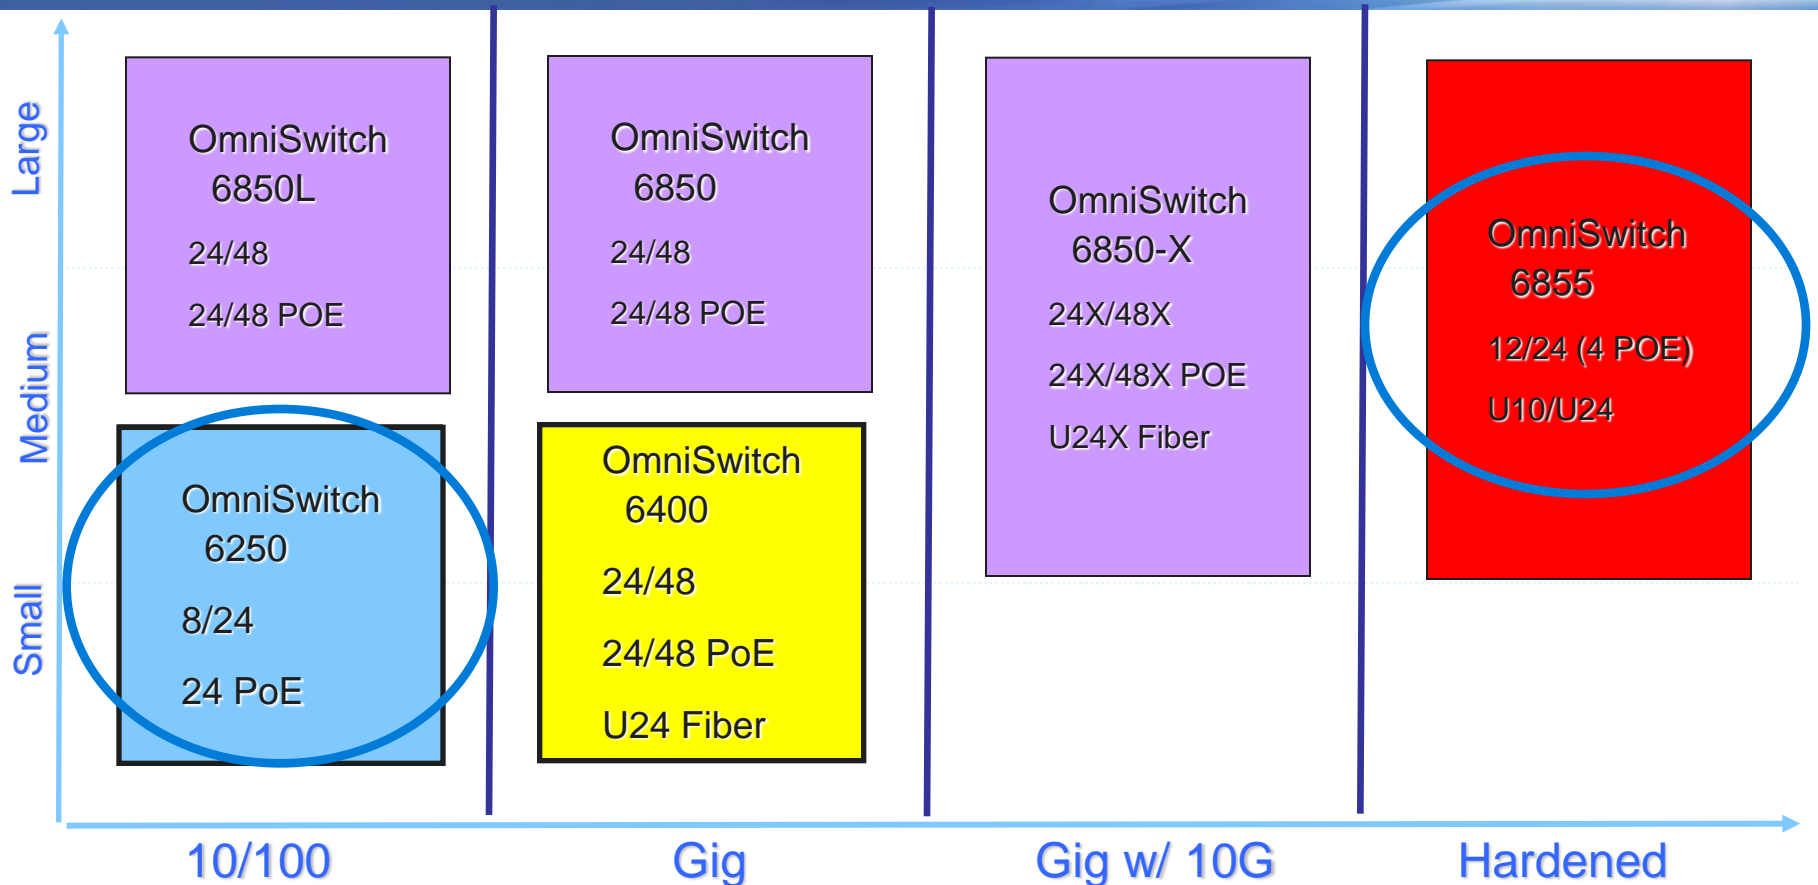 Large
Medium
Small
OmniSwitch
6850L
24/48
24/48 POE
OmniSwitch
6250
8/24
24 PoE
OmniSwitch
6850
24/48
24/48 POE
OmniSwitch
6400
24/48
24/48 PoE
U24 Fiber
OmniSwitch
6850-X
24X/48X
24X/48X POE
U24X Fiber
OmniSwitch
6855
12/24 (4 POE)
U10/U24
10/100
Gig
Gig w/ 10G
Hardened